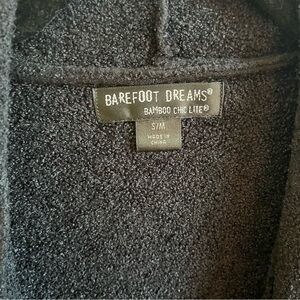 BAREFOOT DREAMS®
BAMBOO CHIC LITE®
S/M
MADE IN
CHINA